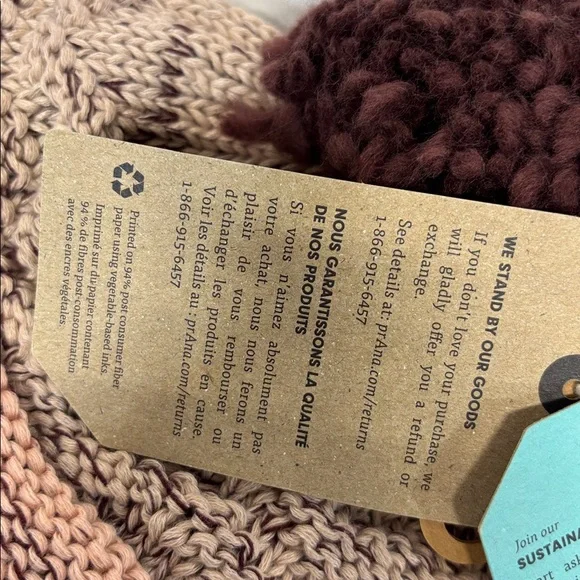 WE STAND BY OUR GOODS
If you don't love your purchase, we
will gladly offer you a refund or
exchange.
See details at: prAna.com/returns
1-866-915-6457
NOUS GARANTISSONS LA QUALITÉ
DE NOS PRODUITS
Si vous n'aimez absolument pas
votre achat, nous nous ferons un
plaisir de vous rembourser ou
d'échanger les produits en cause.
Voir les détails au : prAna.com/returns
1-866-915-6457
Printed on 94% post consumer fiber
paper using vegetable-based inks.
Imprimé sur du papier contenant
94% de fibres post-consommation
avec des encres végétales.
Join our
SUSTAINA